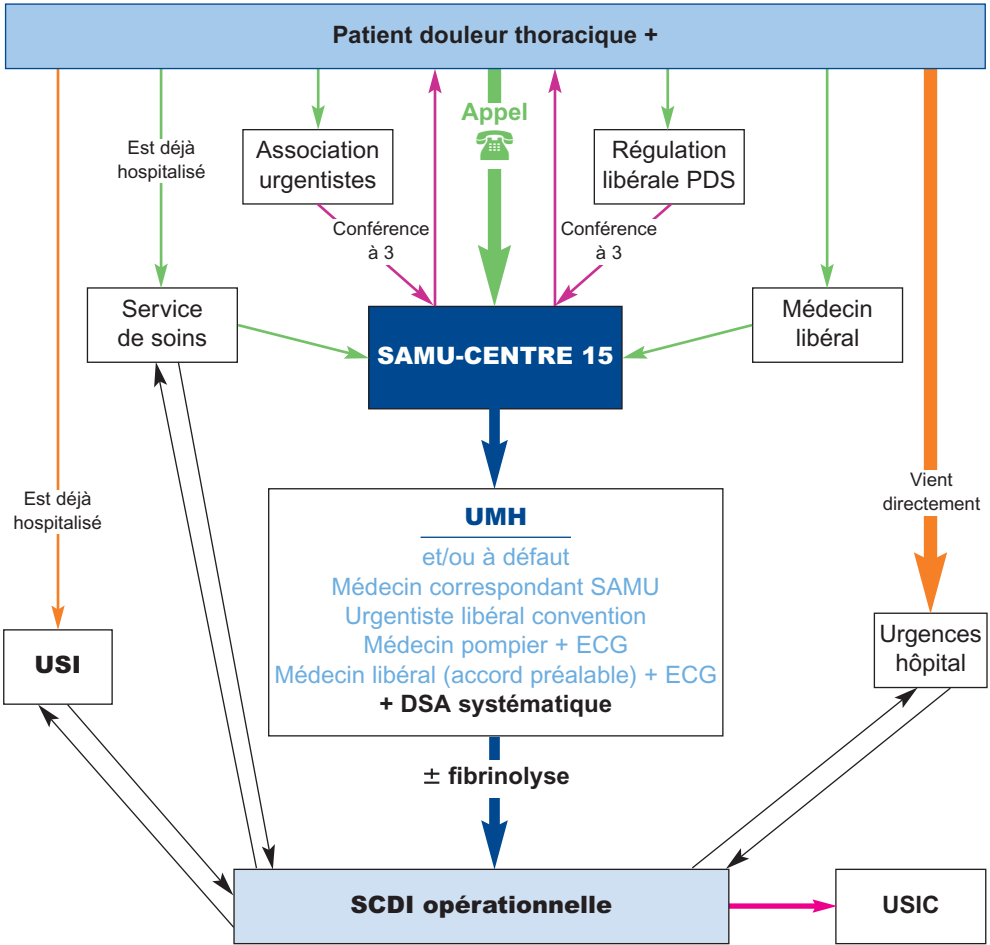 Patient douleur thoracique +
Appel
Est déjà
hospitalisé
Association
urgentistes
Régulation
libérale PDS
Conférence
à 3
Conférence
à 3
Service
de soins
SAMU-CENTRE 15
Médecin
libéral
Est déjà
hospitalisé
Vient
directement
UMH
et/ou à défaut
Médecin correspondant SAMU
Urgentiste libéral convention
Médecin pompier + ECG
Médecin libéral (accord préalable) + ECG
+ DSA systématique
USI
Urgences
hôpital
± fibrinolyse
SCDI opérationnelle
USIC